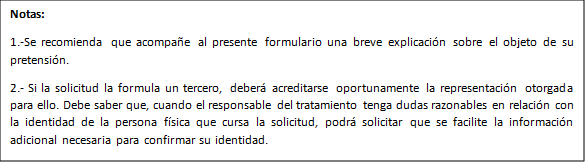 Notas:
1.-Se recomienda que acompañe al presente formulario una breve explicación sobre el objeto de su
pretensión.
2.- Si la solicitud la formula un tercero, deberá acreditarse oportunamente la representación otorgada
para ello. Debe saber que, cuando el responsable del tratamiento tenga dudas razonables en relación con
la identidad de la persona física que cursa la solicitud, podrá solicitar que se facilite la información
adicional necesaria para confirmar su identidad.